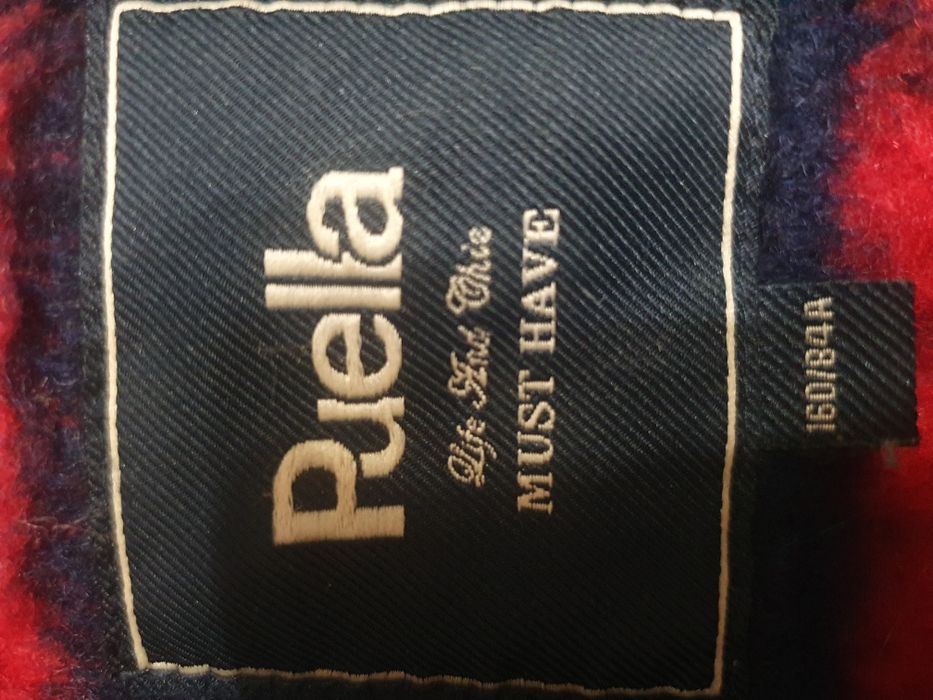 Puella
Life And Chic
MUST HAVE
160/84A